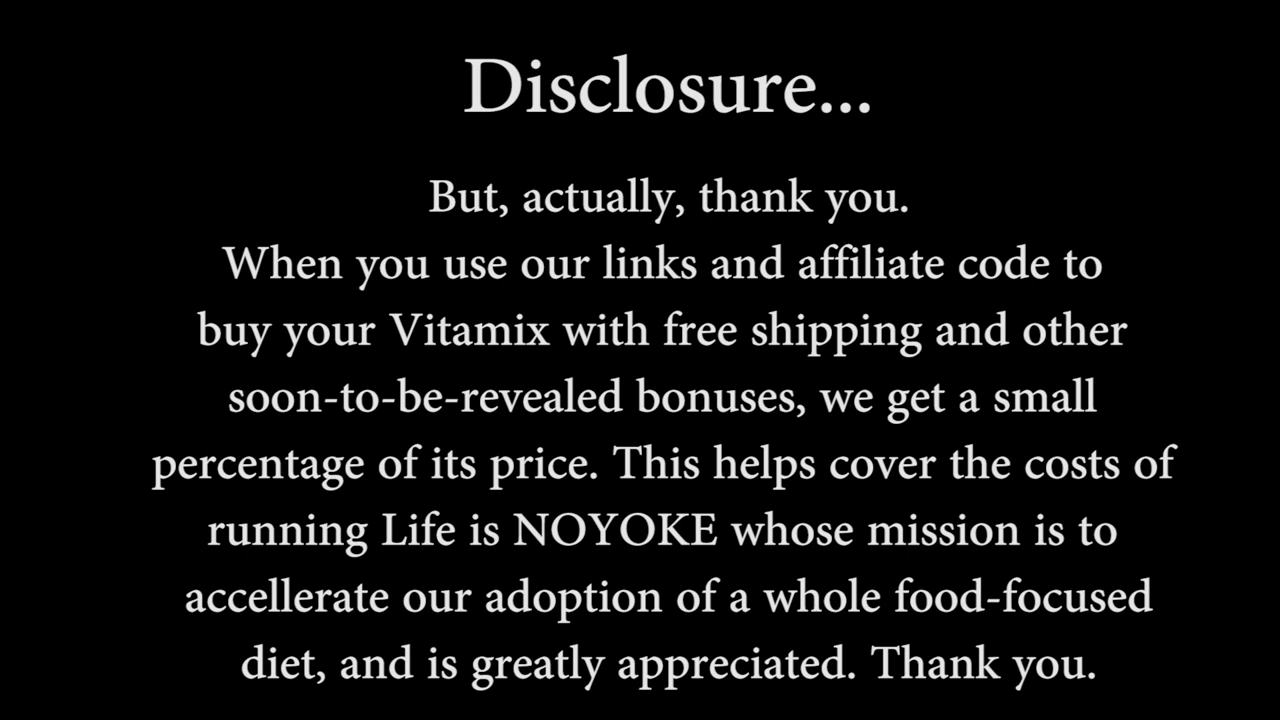 Disclosure...
But, actually, thank you.
When you use our links and affiliate code to
buy your Vitamix with free shipping and other
soon-to-be-revealed bonuses, we get a small
percentage of its price. This helps cover the costs of
running Life is NOYOKE whose mission is to
accellerate our adoption of a whole food-focused
diet, and is greatly appreciated. Thank you.